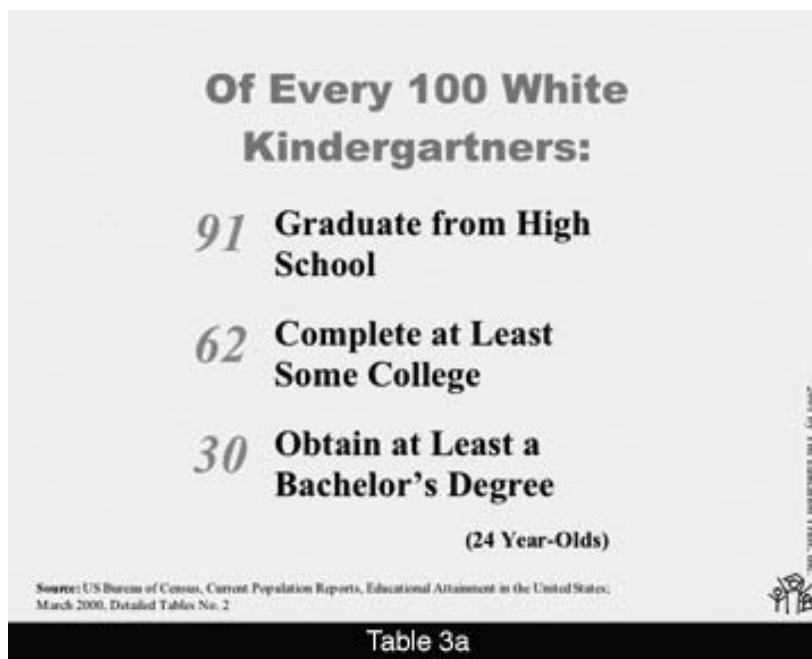 Of Every 100 White
Kindergartners:
91 Graduate from High
School
62 Complete at Least
Some College
30 Obtain at Least a
Bachelor's Degree
(24 Year-Olds)
Source: US Bureau of Census, Current Population Reports, Educational Attainment in the United States;
March 2000, Detailed Tables No. 2
Table 3a